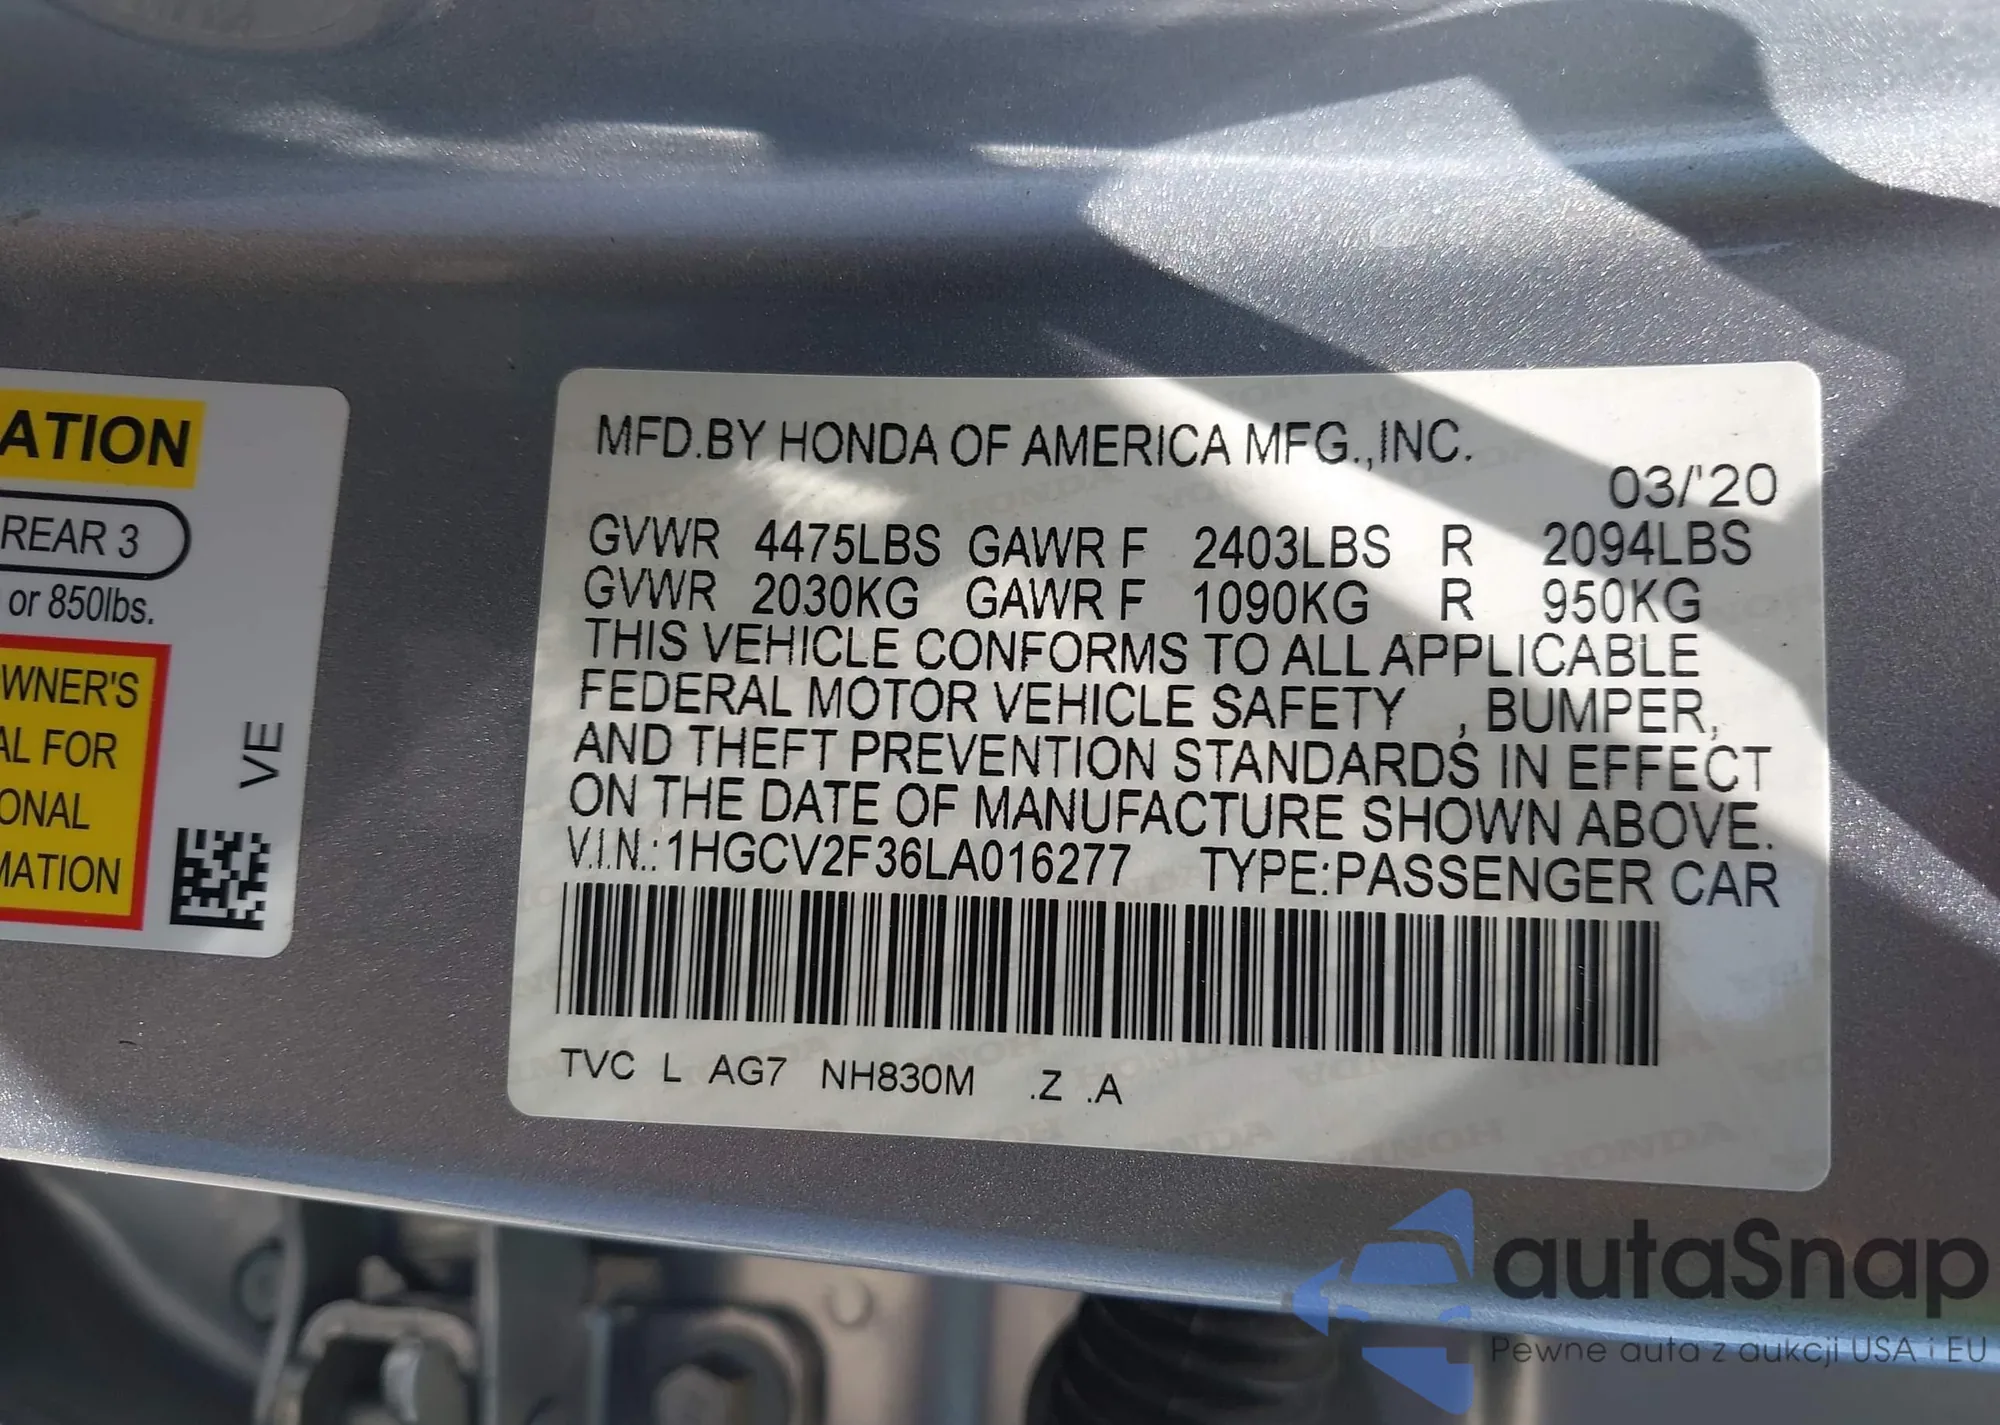 ATION
REAR 3
or 850lbs.
WNER'S
AL FOR
ONAL
MATION
VE
MFD.BY HONDA OF AMERICA MFG.,INC.
03/'20
GVWR 4475LBS GAWR F 2403LBS R 2094LBS
GVWR 2030KG GAWR F 1090KG R 950KG
THIS VEHICLE CONFORMS TO ALL APPLICABLE
FEDERAL MOTOR VEHICLE SAFETY , BUMPER,
AND THEFT PREVENTION STANDARDS IN EFFECT
ON THE DATE OF MANUFACTURE SHOWN ABOVE.
V.I.N.:1HGCV2F36LA016277 TYPE:PASSENGER CAR
TVC L AG7 NH830M .Z .A
autaSnap
Pewne auta z aukcji USA i EU